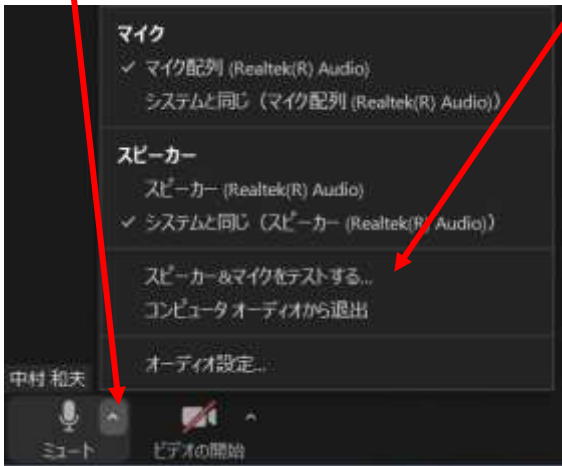 マイク
マイク配列 (Realtek(R) Audio)
システムと同じ (マイク配列 (Realtek(R) Audio))
スピーカー
スピーカー (Realtek(R) Audio)
システムと同じ (スピーカー (Realtek(R) Audio))
スピーカー&マイクをテストする...
コンピュータ オーディオから退出
オーディオ設定...
中村 和夫
ミュート
ビデオの開始